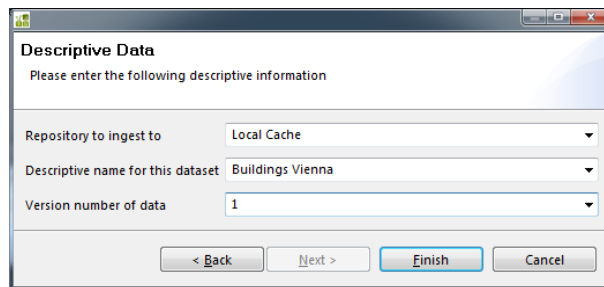 Descriptive Data
Please enter the following descriptive information
Repository to ingest to Local Cache
Descriptive name for this dataset Buildings Vienna
Version number of data 1
< Back Next > Finish Cancel